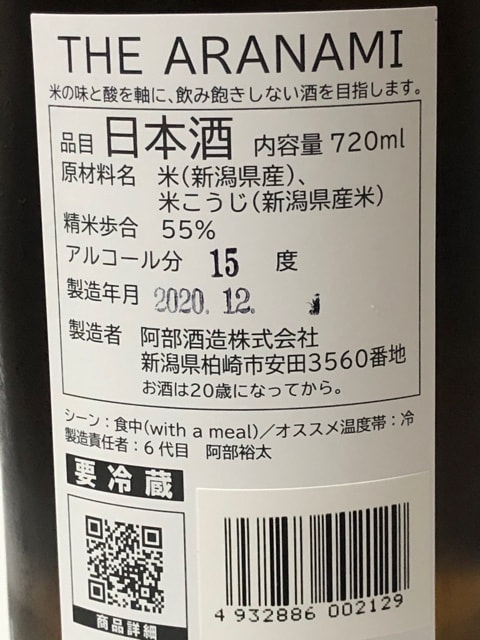 THE ARANAMI
米の味と酸を軸に、飲み飽きしない酒を目指します。
品目 日本酒 内容量 720ml
原材料名 米(新潟県産)、
米こうじ(新潟県産米)
精米歩合 55%
アルコール分 15 度
製造年月 2020.12.
製造者 阿部酒造株式会社
新潟県柏崎市安田3560番地
お酒は20歳になってから。
シーン:食中(with a meal)/オススメ温度帯:冷
製造責任者:6代目 阿部裕太
要冷蔵
商品詳細
4 932886 002129